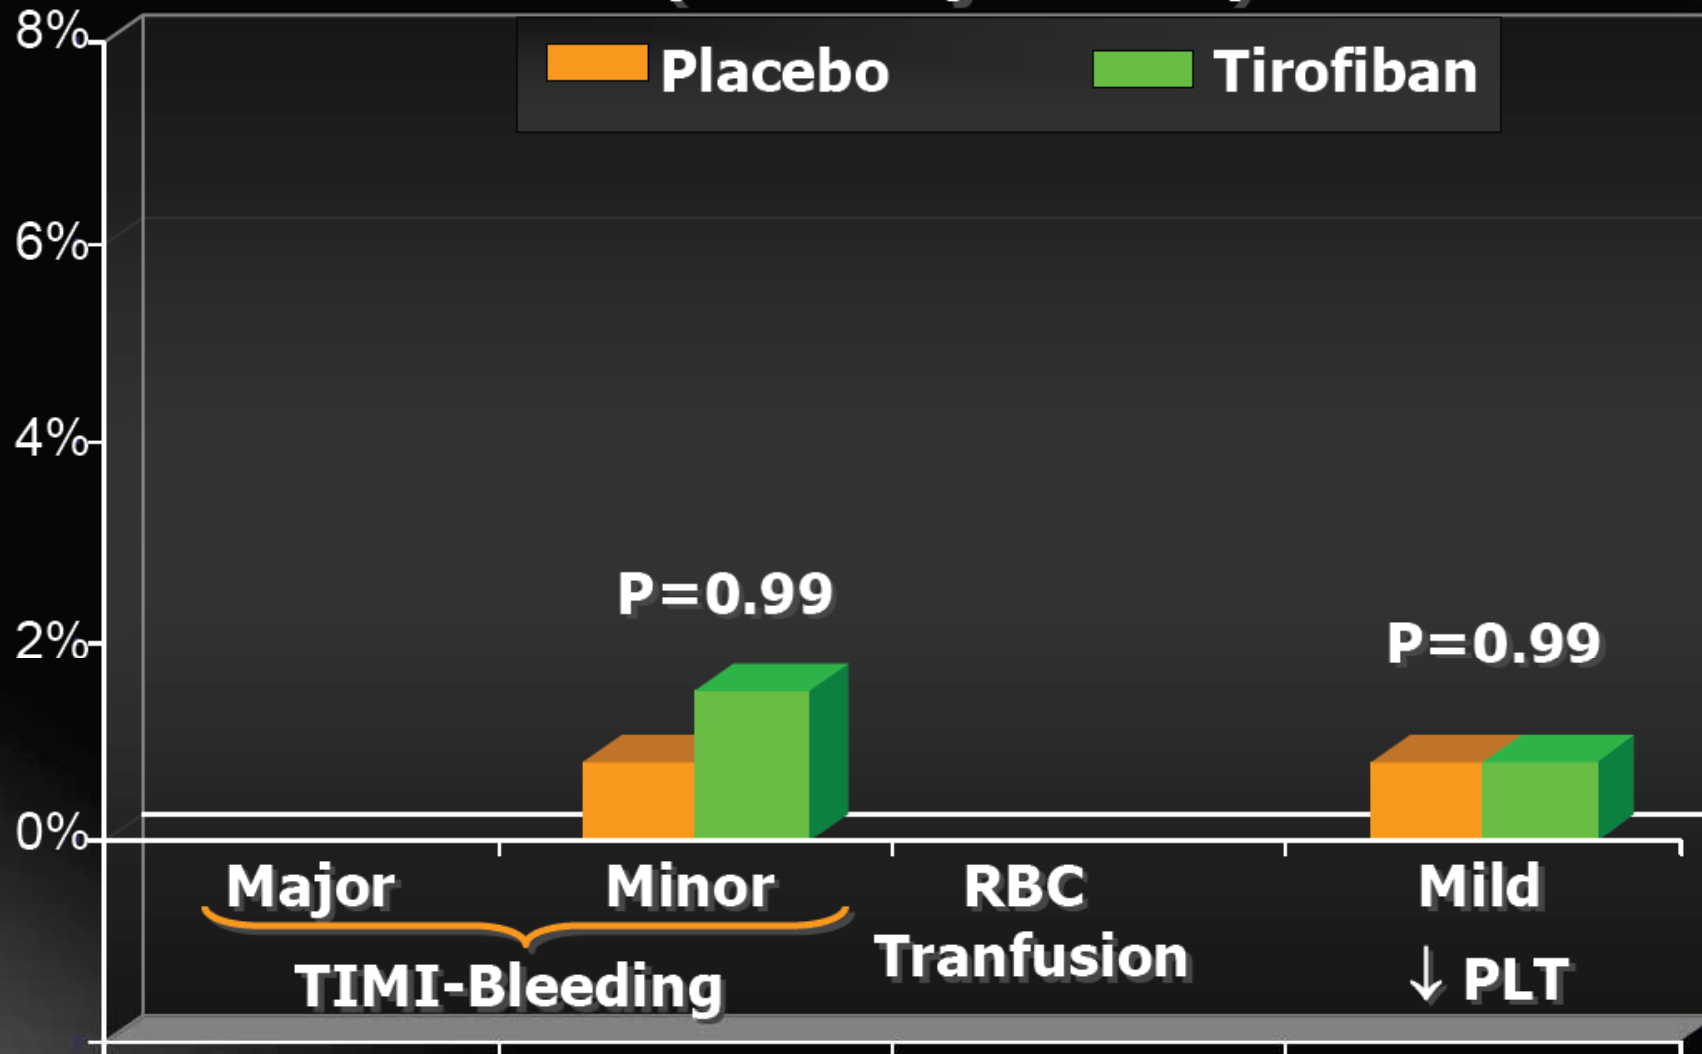 8%
Placebo
Tirofiban
6%
4%
P=0.99
2%
P=0.99
0%
Major
Minor
RBC
Mild
Tranfusion
↓ PLT
TIMI-Bleeding